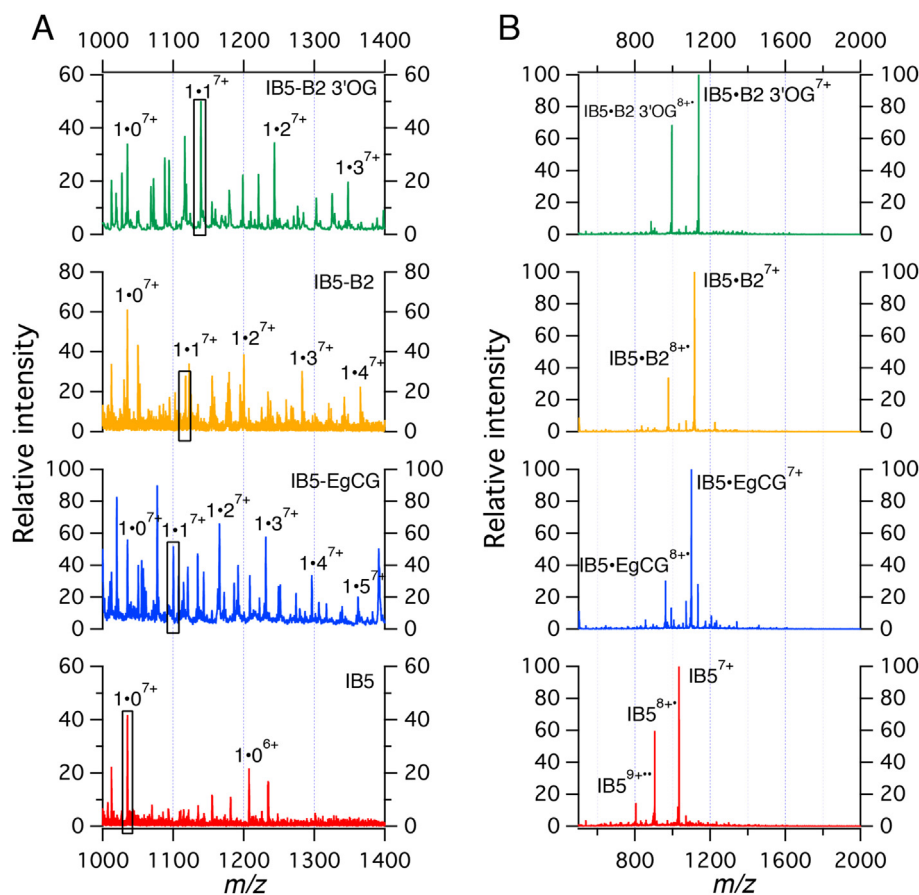 A
B
1000 1100 1200 1300 1400
800 1200 1600 2000
60 60
IB5-B2 3'OG
1•1⁷⁺
1•0⁷⁺
1•2⁷⁺
1•3⁷⁺
40 40
20 20
0 0
100 100
IB5•B2 3'OG⁷⁺
IB5•B2 3'OG⁸⁺•
80 80
60 60
40 40
20 20
0 0
80 80
IB5-B2
1•0⁷⁺
1•1⁷⁺
1•2⁷⁺
1•3⁷⁺
1•4⁷⁺
60 60
40 40
20 20
0 0
100 100
IB5•B2⁷⁺
IB5•B2⁸⁺•
80 80
60 60
40 40
20 20
0 0
Relative intensity
Relative intensity
100 100
IB5-EgCG
1•0⁷⁺
1•1⁷⁺
1•2⁷⁺
1•3⁷⁺
1•4⁷⁺
1•5⁷⁺
80 80
60 60
40 40
20 20
0 0
100 100
IB5•EgCG⁷⁺
IB5•EgCG⁸⁺•
80 80
60 60
40 40
20 20
0 0
60 60
IB5
1•0⁷⁺
1•0⁶⁺
40 40
20 20
0 0
100 100
IB5⁷⁺
IB5⁸⁺•
IB5⁹⁺••
80 80
60 60
40 40
20 20
0 0
1000 1100 1200 1300 1400
m/z
800 1200 1600 2000
m/z